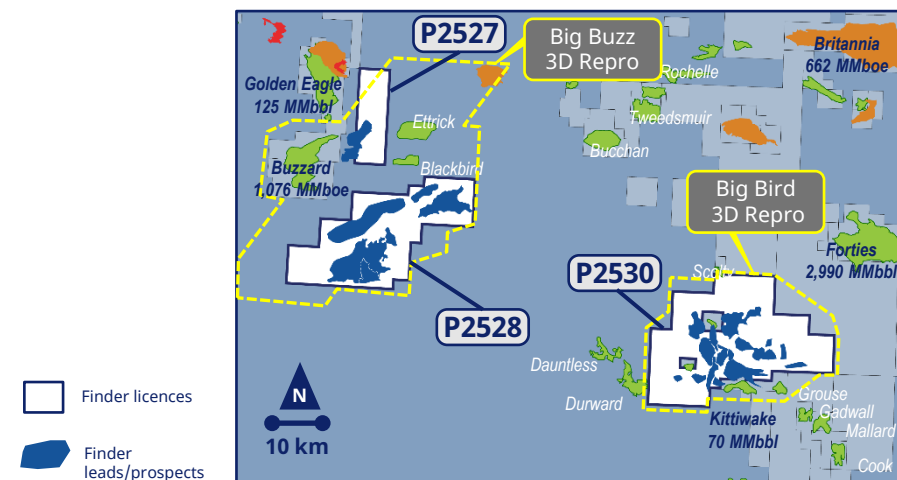 P2527
Big Buzz
3D Repro
Britannia
662 MMboe
Golden Eagle
125 MMbbl
Rochelle
Ettrick
Tweedsmuir
Bucchan
Buzzard
1,076 MMboe
Blackbird
Big Bird
3D Repro
Forties
2,990 MMbbl
P2530
Scolty
P2528
Dauntless
Durward
Grouse
Kittiwake
70 MMbbl
Gadwall
Mallard
Cook
N
10 km
Finder licences
Finder
leads/prospects